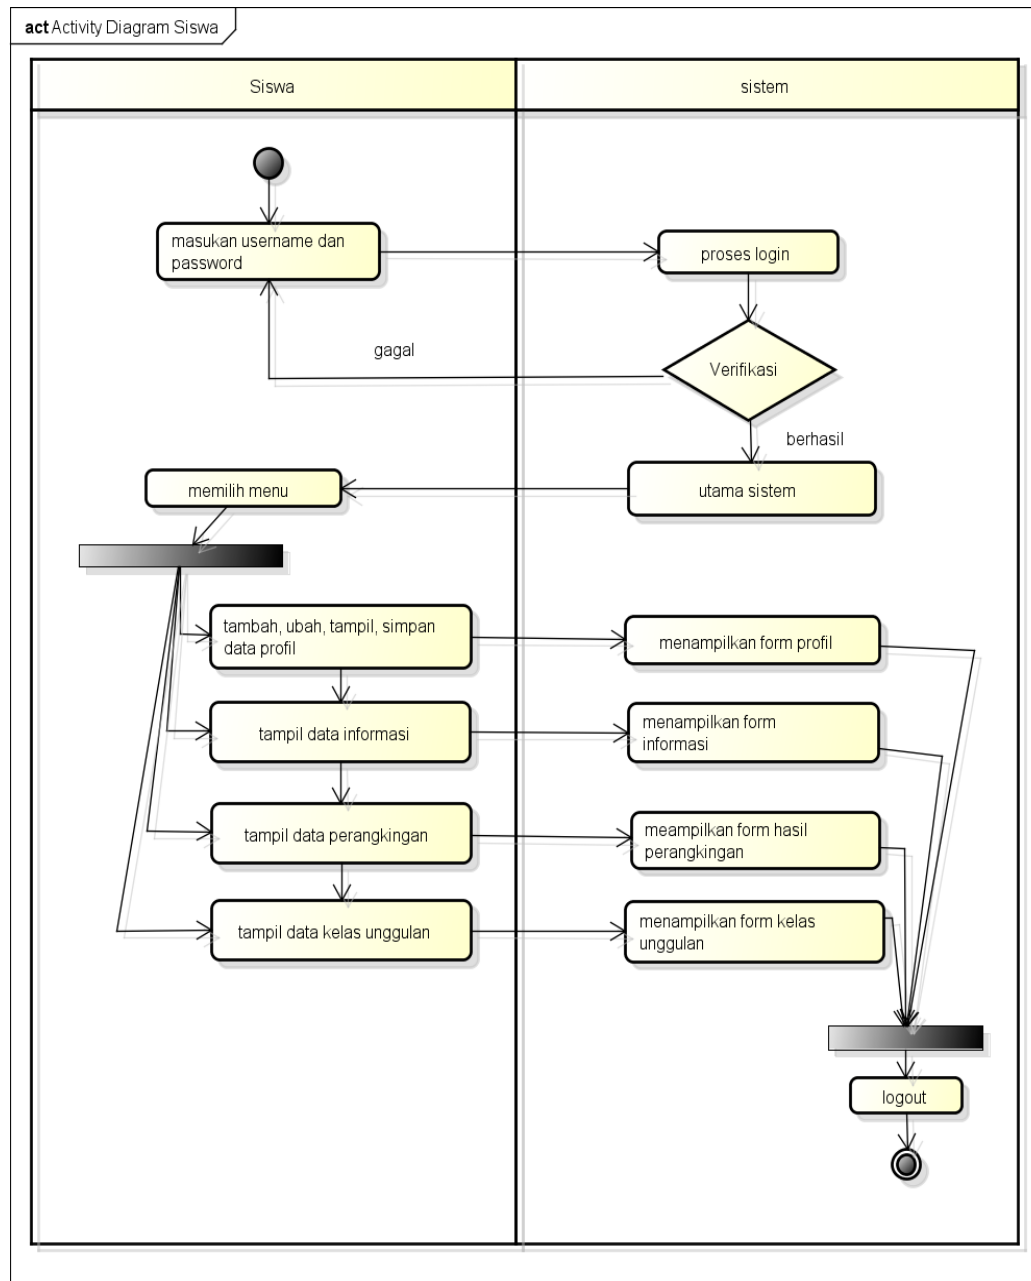 act Activity Diagram Siswa
Siswa
sistem
masukan username dan
password
proses login
gagal
Verifikasi
berhasil
memilih menu
utama sistem
tambah, ubah, tampil, simpan
data profil
menampilkan form profil
tampil data informasi
menampilkan form
informasi
tampil data perangkingan
meampilkan form hasil
perangkingan
tampil data kelas unggulan
menampilkan form kelas
unggulan
logout